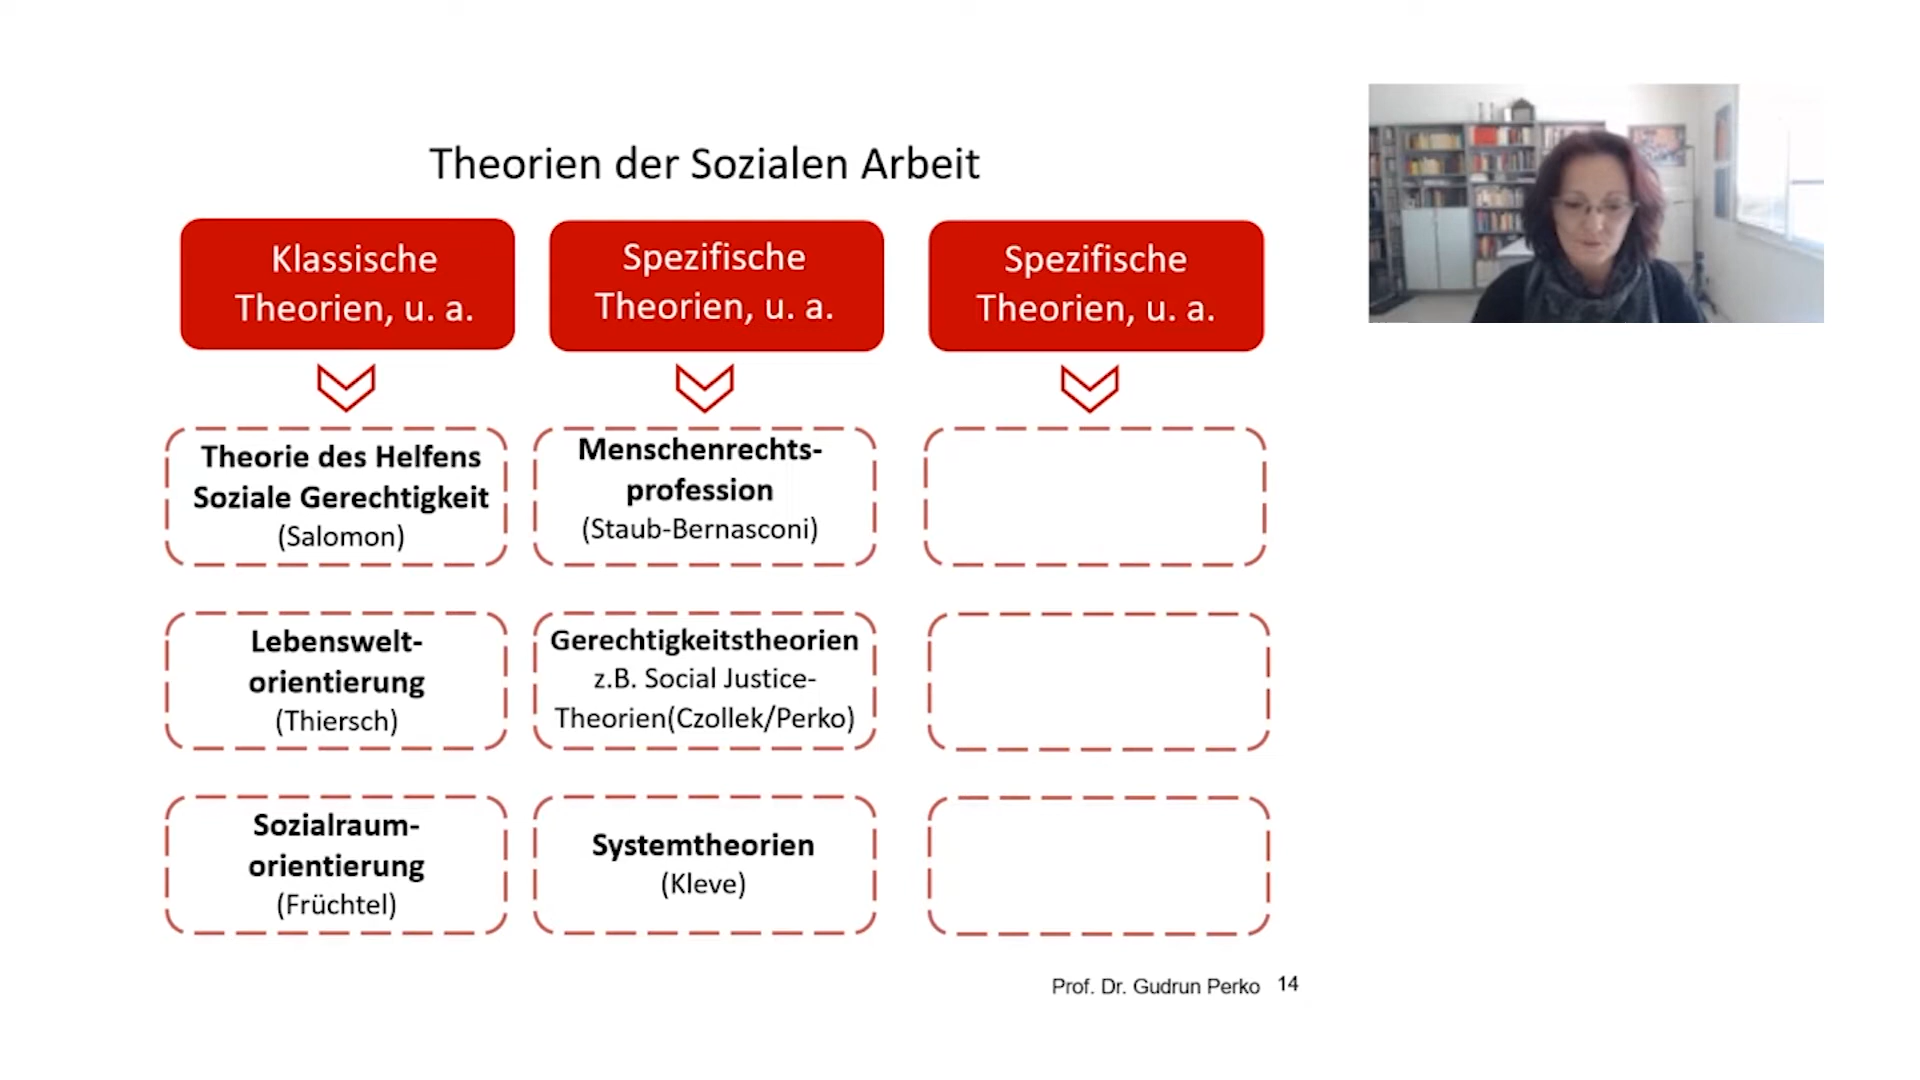 Theorien der Sozialen Arbeit
Klassische
Theorien, u. a.
Spezifische
Theorien, u. a.
Spezifische
Theorien, u. a.
Theorie des Helfens
Soziale Gerechtigkeit
(Salomon)
Menschenrechts-
profession
(Staub-Bernasconi)
Lebenswelt-
orientierung
(Thiersch)
Gerechtigkeitstheorien
z.B. Social Justice-
Theorien(Czollek/Perko)
Sozialraum-
orientierung
(Früchtel)
Systemtheorien
(Kleve)
Prof. Dr. Gudrun Perko 14